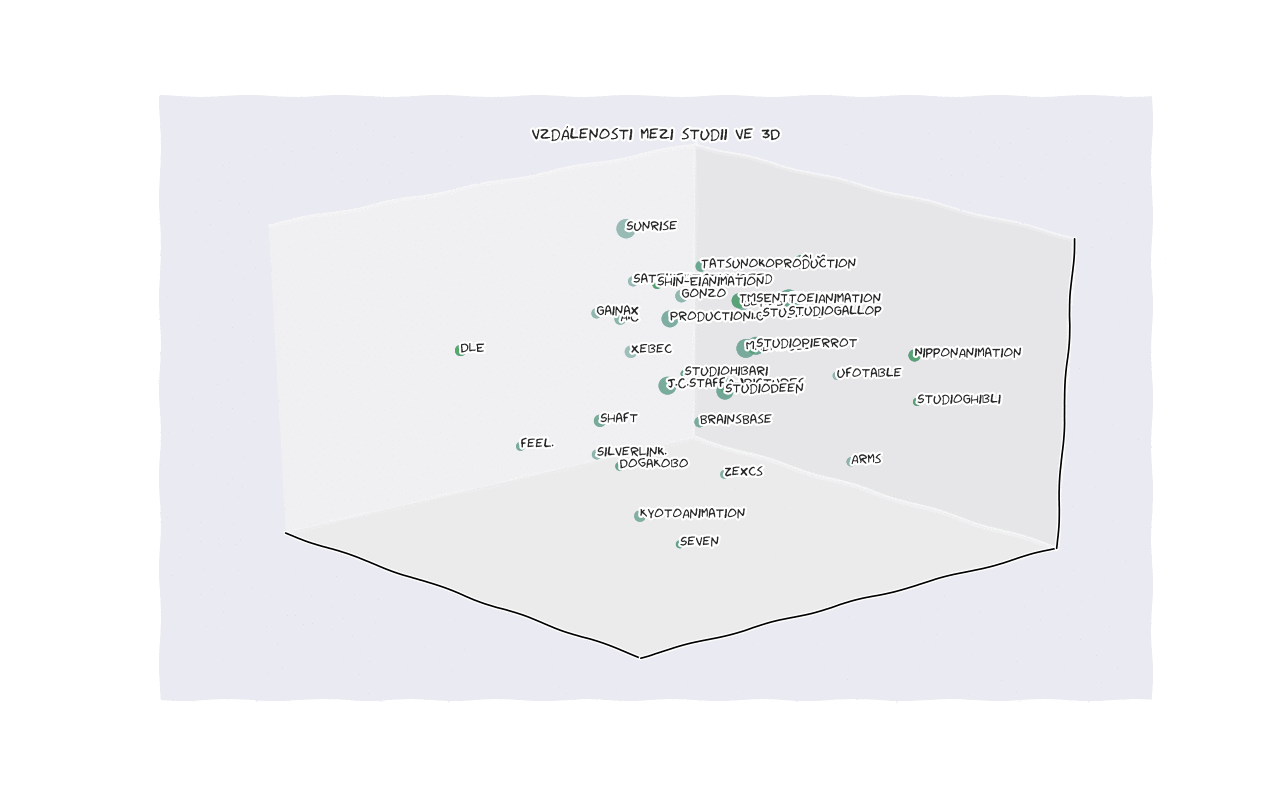 VZDÁLENOSTI MEZI STUDII VE 3D
SUNRISE
TATSUNOKOPRODUCTION
SHIN-EIANIMATION
GONZO
TOEIANIMATION
GAINAX
PRODUCTIONI.G
STUDIOGALLOP
DLE
XEBEC
STUDIOPIERROT
NIPPONANIMATION
STUDIOHIBARI
UFOTABLE
J.C.STAFF
STUDIODEEN
STUDIOGHIBLI
SHAFT
BRAINSBASE
FEEL.
SILVERLINK.
DOGAKOBO
ARMS
ZEXCS
KYOTOANIMATION
SEVEN